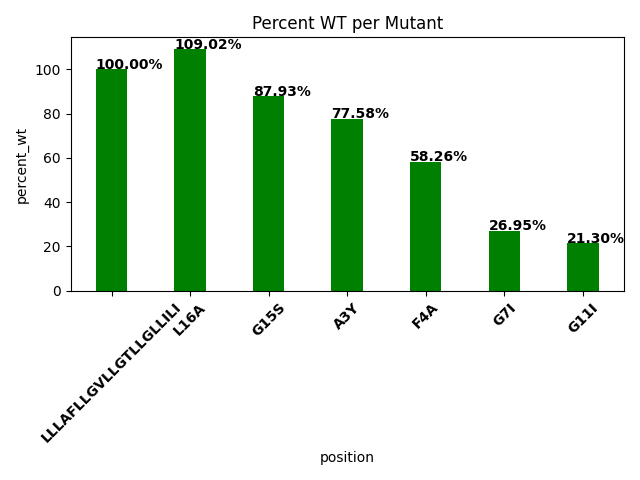 Percent WT per Mutant
percent_wt
100
80
60
40
20
0
100.00%
109.02%
87.93%
77.58%
58.26%
26.95%
21.30%
LLLAFLLGVLLGTLLGLLILI
L16A
G15S
A3Y
F4A
G7I
G11I
position